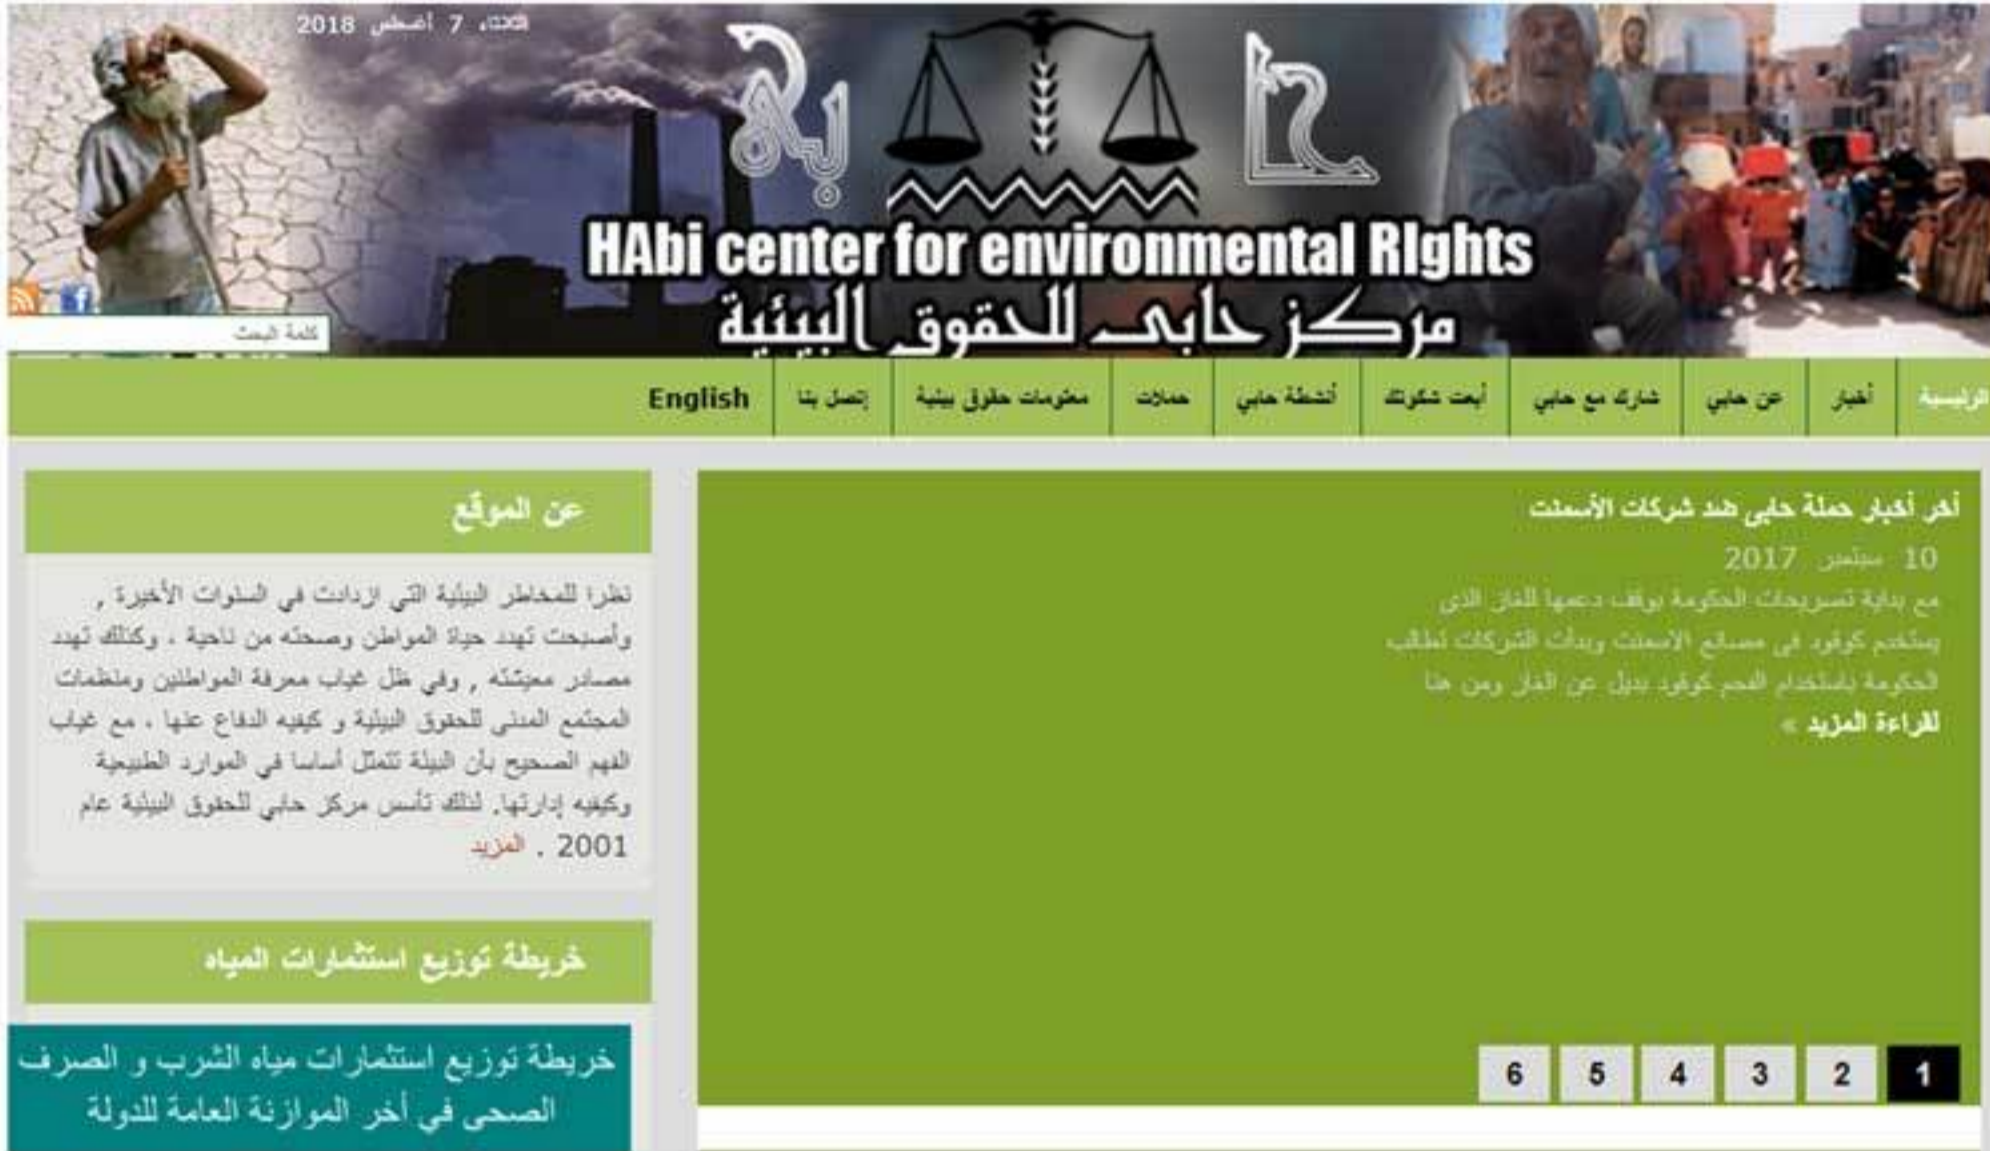 الثلاثاء، 7 أغسطس 2018
حابى
HAbi center for environmental RIghts
مركز حابى للحقوق البيئية
كلمة البحث
الرئيسية
أخبار
عن حابي
شارك مع حابي
أبعت شكوتك
أنشطة حابي
حملات
معلومات حقوق بيئية
إتصل بنا
English
أخر أخبار حملة حابى ضد شركات الأسمنت
10 سبتمبر 2017
مع بداية تسريحات الحكومة بوقف دعمها للغاز الذى
يستخدم كوقود فى مصانع الاسمنت وبدأت الشركات تطالب
الحكومة باستخدام الفحم كوقود بديل عن الغاز ومن هنا
لقراءة المزيد »
1 2 3 4 5 6
عن الموقع
نظرا للمخاطر البيئية التي ازدادت في السنوات الأخيرة ,
وأصبحت تهدد حياة المواطن وصحته من ناحية ، وكذلك تهدد
مصادر معيشته , وفي ظل غياب معرفة المواطنين ومنظمات
المجتمع المدنى للحقوق البيئية و كيفيه الدفاع عنها ، مع غياب
الفهم الصحيح بأن البيئة تتمثل أساسا في الموارد الطبيعية
وكيفيه إدارتها. لذلك تأسس مركز حابي للحقوق البيئية عام
2001 . المزيد
خريطة توزيع استثمارات المياه
خريطة توزيع استثمارات مياه الشرب و الصرف
الصحى في أخر الموازنة العامة للدولة